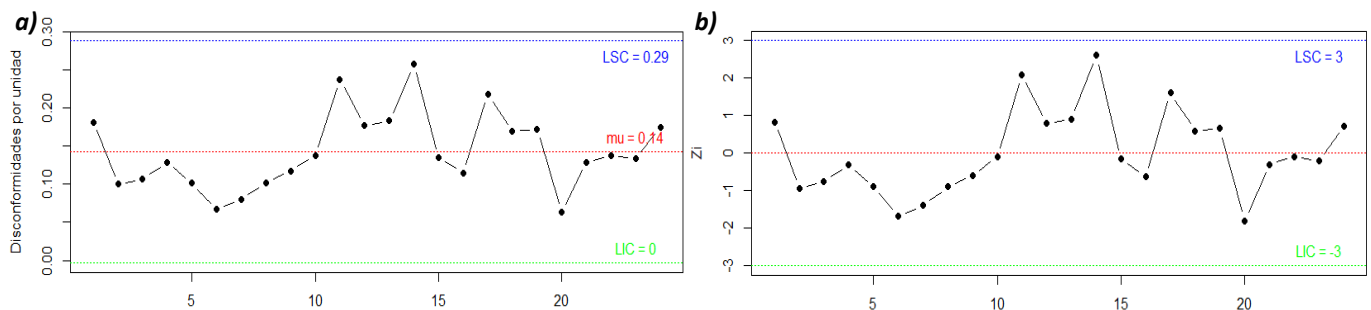 a)
Disconformidades por unidad
0.30
0.20
0.10
0.00
LSC = 0.29
mu = 0.14
LIC = 0
5
10
15
20
b)
Zi
3
2
1
0
-1
-2
-3
LSC = 3
LIC = -3
5
10
15
20